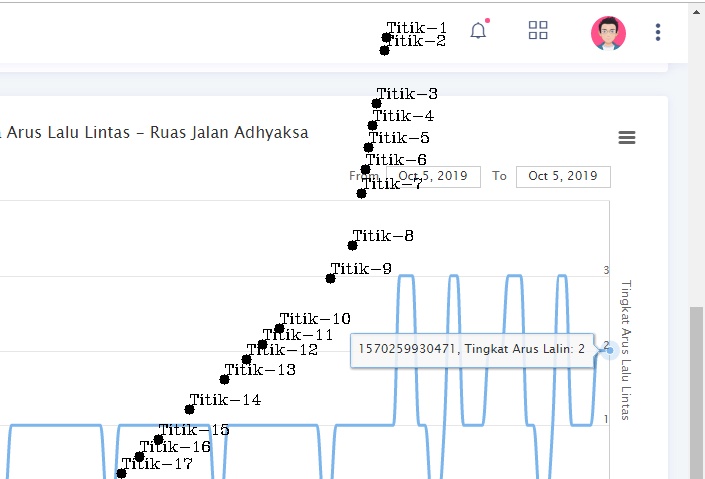 Titik-1
Titik-2
Titik-3
Titik-4
Arus Lalu Lintas - Ruas Jalan Adhyaksa
Titik-5
Titik-6
From Oct 5, 2019 To Oct 5, 2019
Titik-7
Titik-8
Titik-9
3
Tingkat Arus Lalu Lintas
Titik-10
Titik-11
1570259930471, Tingkat Arus Lalin: 2
2
Titik-12
Titik-13
Titik-14
1
Titik-15
Titik-16
Titik-17